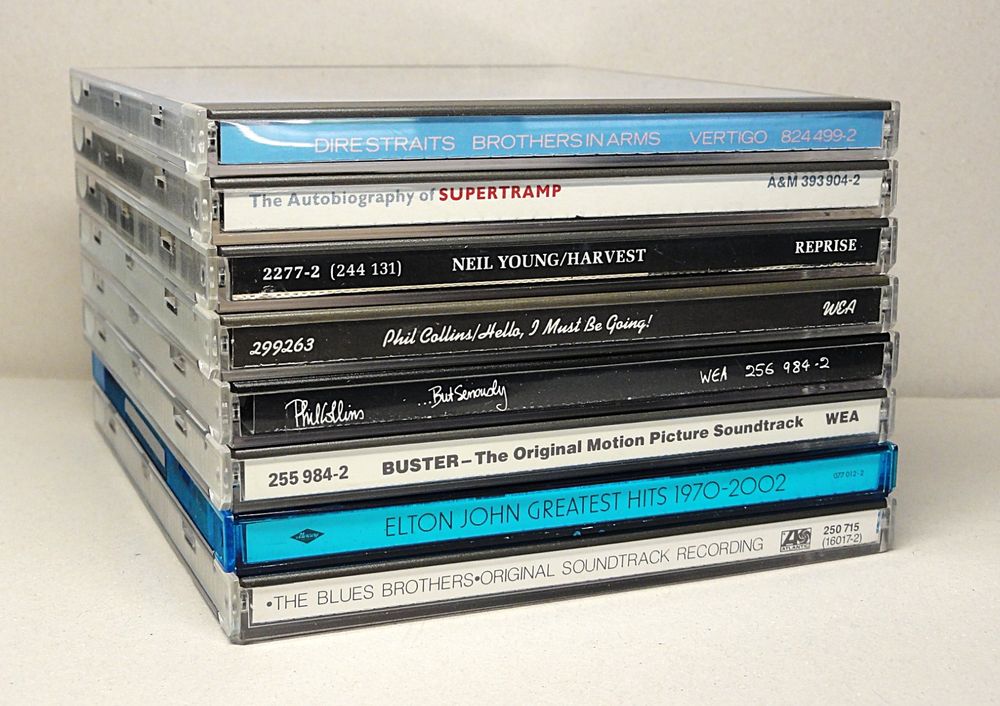 DIRE STRAITS BROTHERS IN ARMS VERTIGO 824 499-2
The Autobiography of SUPERTRAMP A&M 393 904-2
2277-2 (244 131) NEIL YOUNG/HARVEST REPRISE
299263 Phil Collins/Hello, I Must Be Going! WEA
Phil Collins ...But Seriously WEA 256 984-2
255 984-2 BUSTER – The Original Motion Picture Soundtrack WEA
Mercury ELTON JOHN GREATEST HITS 1970-2002 077 012-2
•THE BLUES BROTHERS•ORIGINAL SOUNDTRACK RECORDING ATLANTIC 250 715
(16017-2)